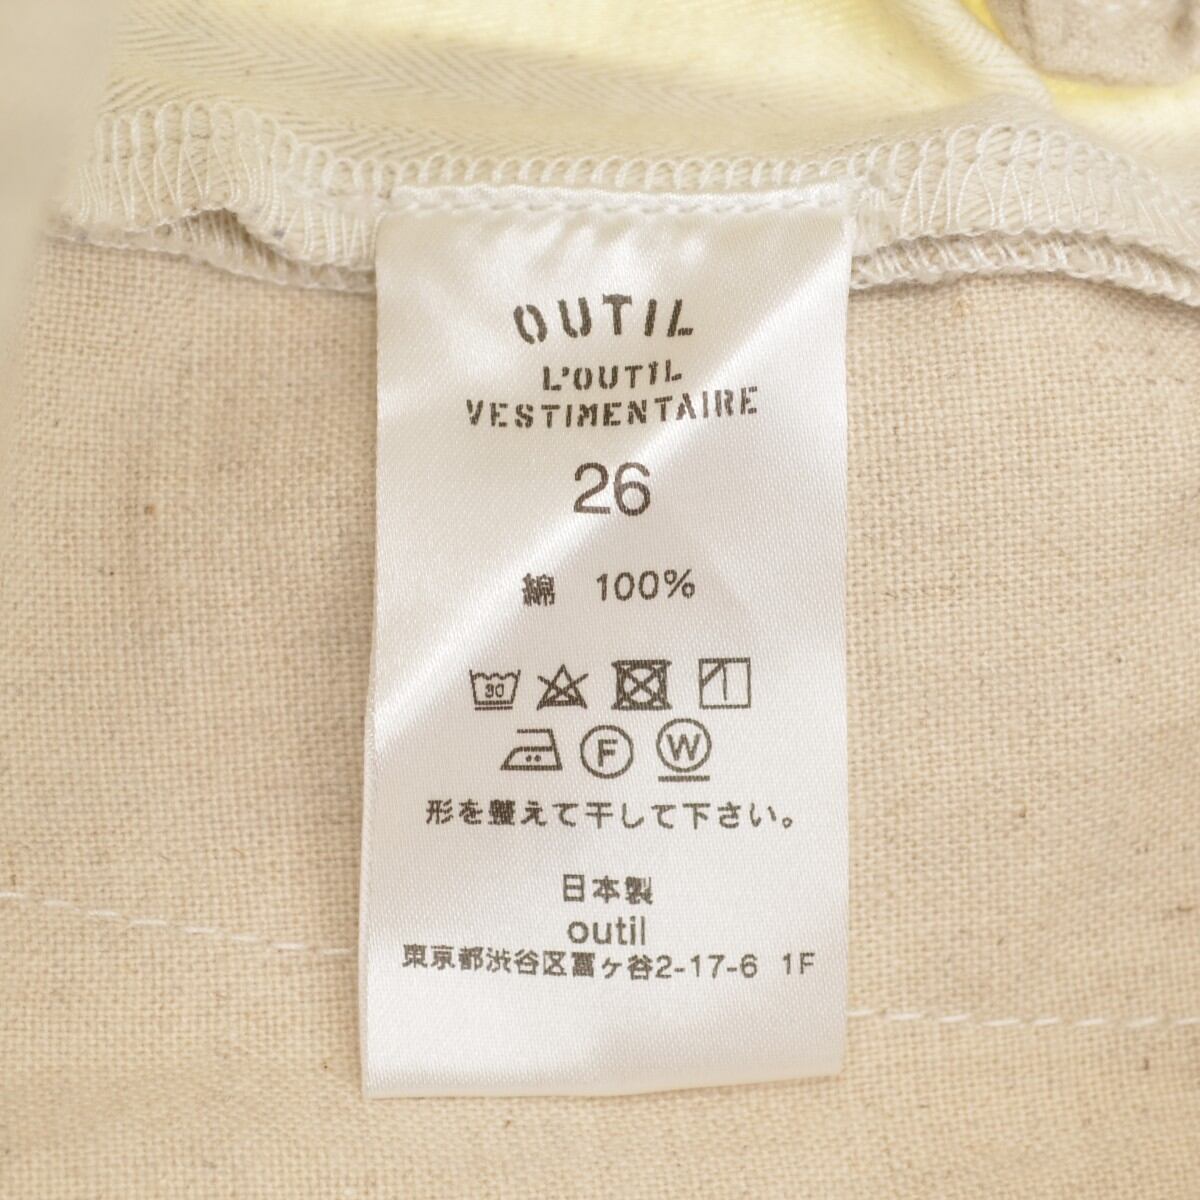 OUTIL
L'OUTIL
VESTIMENTAIRE
26
綿 100%
30
F W
形を整えて干して下さい。
日本製
outil
東京都渋谷区富ヶ谷2-17-6 1F